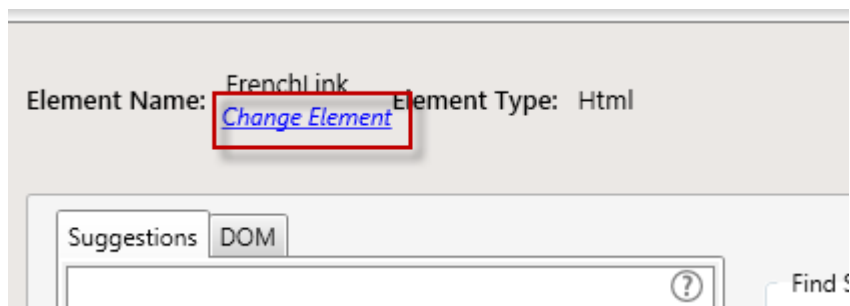 Element Name: FrenchLink Element Type: Html
Change Element
Suggestions DOM
? Find